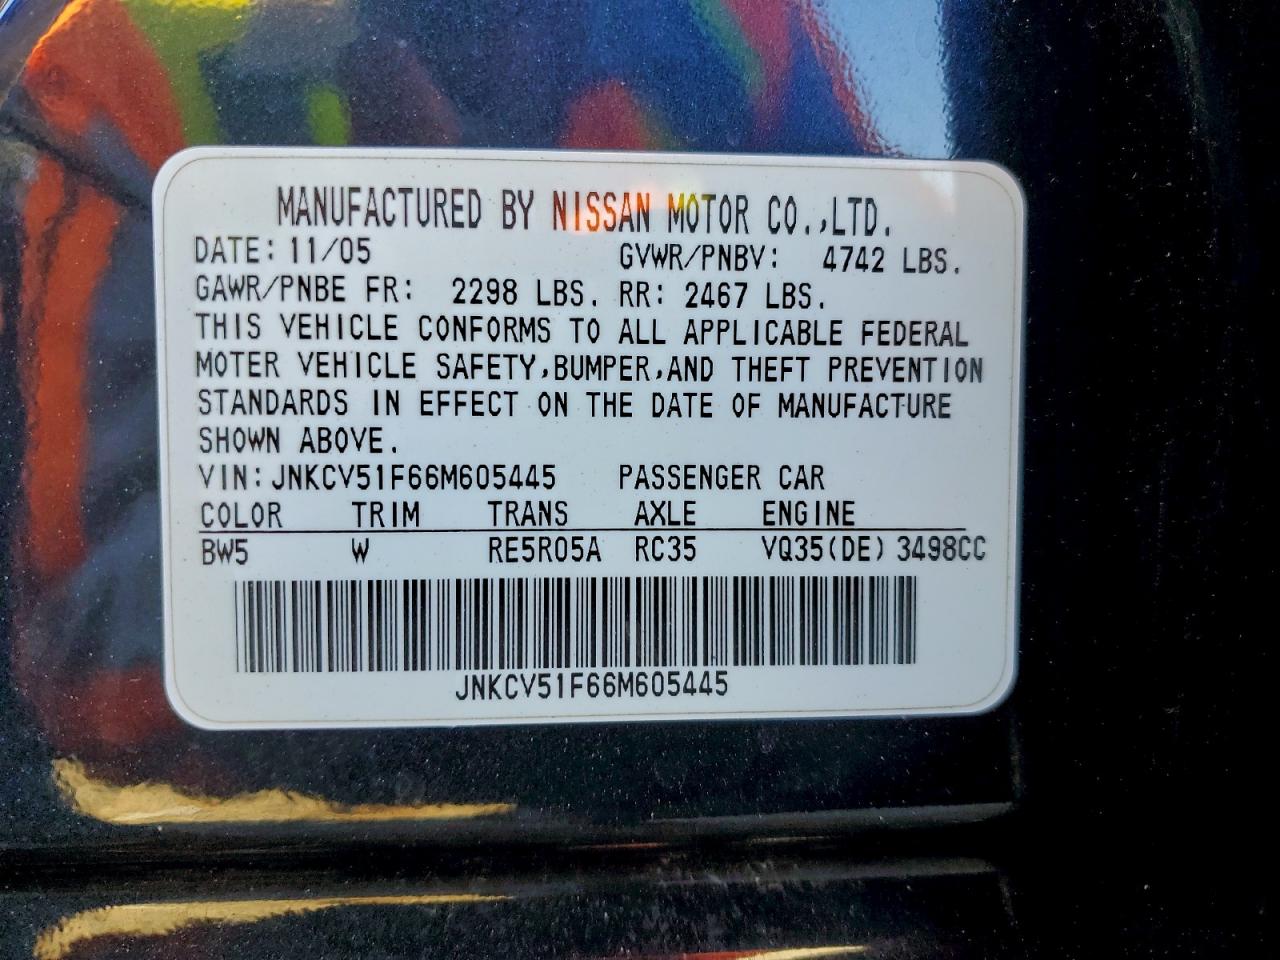 MANUFACTURED BY NISSAN MOTOR CO.,LTD.
DATE: 11/05 GVWR/PNBV: 4742 LBS.
GAWR/PNBE FR: 2298 LBS. RR: 2467 LBS.
THIS VEHICLE CONFORMS TO ALL APPLICABLE FEDERAL
MOTER VEHICLE SAFETY,BUMPER,AND THEFT PREVENTION
STANDARDS IN EFFECT ON THE DATE OF MANUFACTURE
SHOWN ABOVE.
VIN:JNKCV51F66M605445 PASSENGER CAR
COLOR TRIM TRANS AXLE ENGINE
BW5 W RE5R05A RC35 VQ35(DE) 3498CC
JNKCV51F66M605445